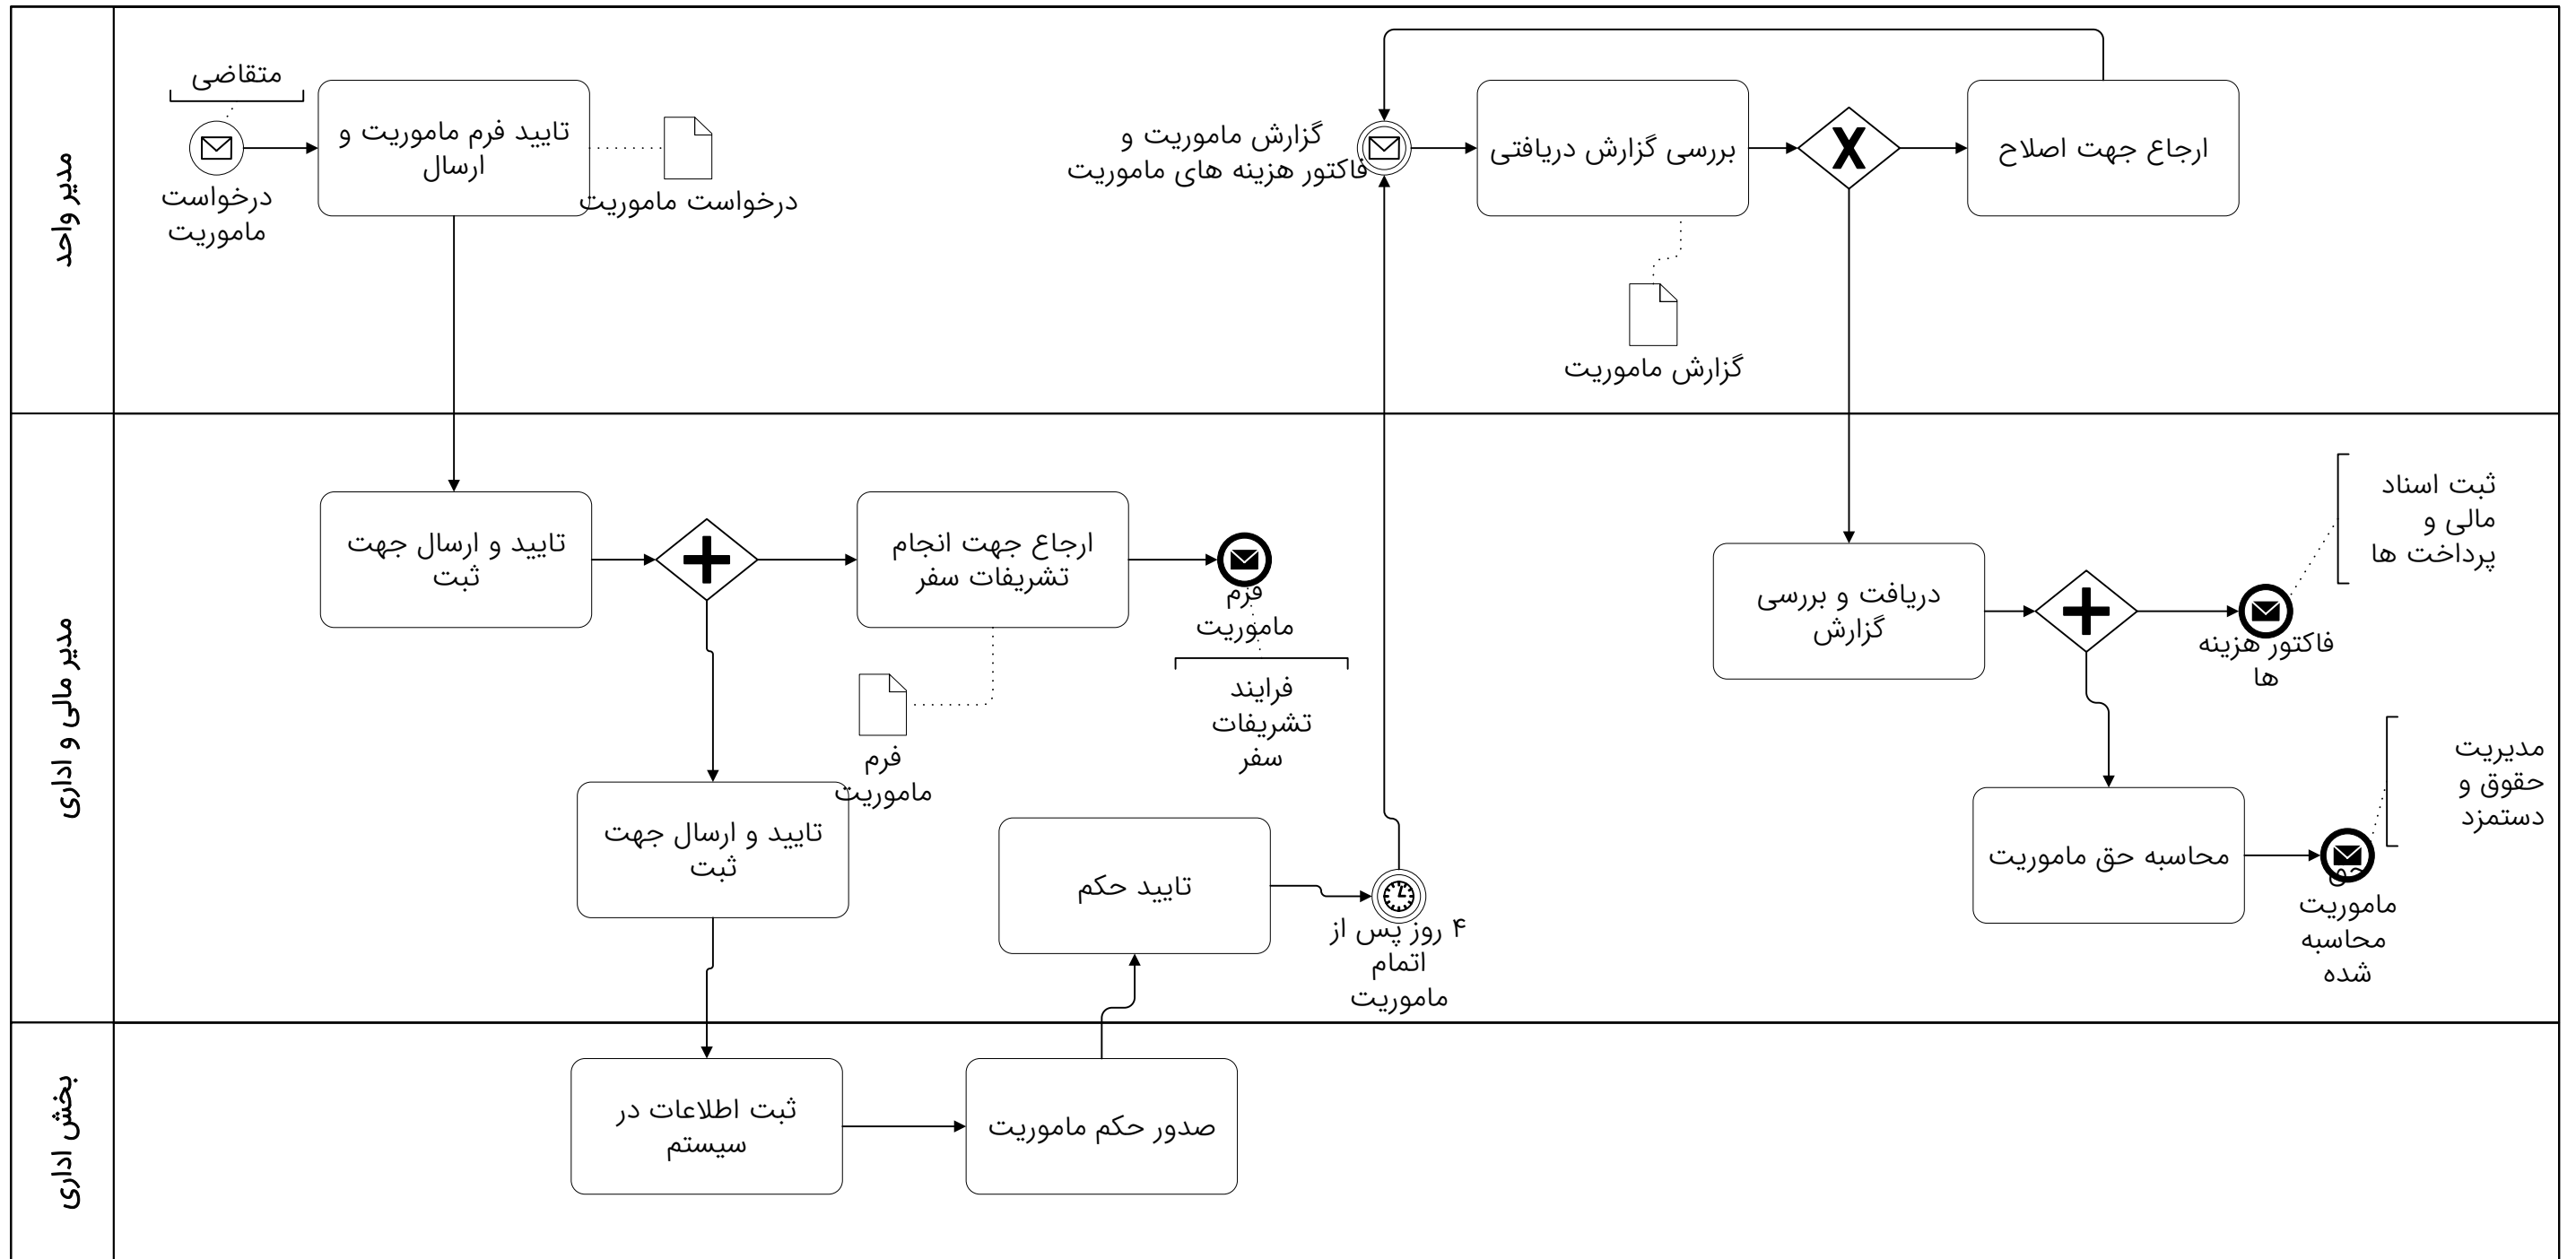 مدیر واحد
متقاضی
درخواست
ماموریت
تایید فرم ماموریت و
ارسال
درخواست ماموریت
گزارش ماموریت و
فاکتور هزینه های ماموریت
بررسی گزارش دریافتی
گزارش ماموریت
ارجاع جهت اصلاح
مدیر مالی و اداری
تایید و ارسال جهت
ثبت
ارجاع جهت انجام
تشریفات سفر
فرم
ماموریت
فرایند
تشریفات
سفر
فرم
ماموریت
تایید و ارسال جهت
ثبت
تایید حکم
۴ روز پس از
اتمام
ماموریت
دریافت و بررسی
گزارش
فاکتور هزینه
ها
ثبت اسناد
مالی و
پرداخت ها
محاسبه حق ماموریت
حق
ماموریت
محاسبه
شده
مدیریت
حقوق و
دستمزد
بخش اداری
ثبت اطلاعات در
سیستم
صدور حکم ماموریت